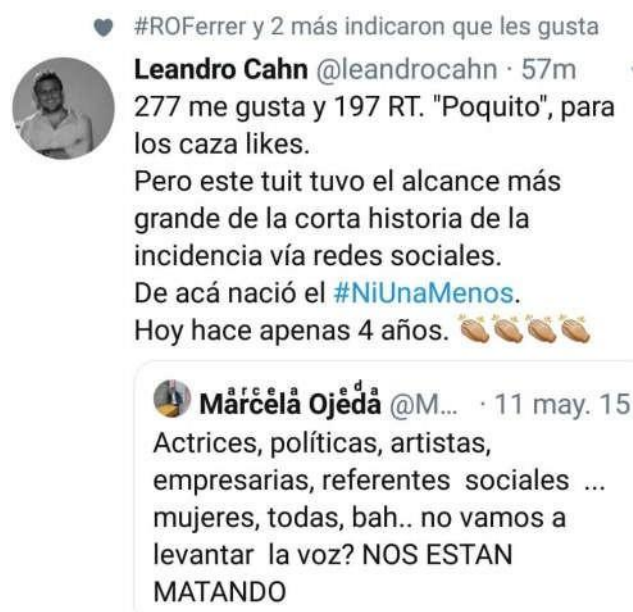 #ROFerrer y 2 más indicaron que les gusta
Leandro Cahn @leandrocahn · 57m
277 me gusta y 197 RT. "Poquito", para
los caza likes.
Pero este tuit tuvo el alcance más
grande de la corta historia de la
incidencia vía redes sociales.
De acá nació el #NiUnaMenos.
Hoy hace apenas 4 años. 👏🏼👏🏼👏🏼👏🏼
Maͣrͬcͨeͤlaͣ Ojeͤdͩaͣ @M... · 11 may. 15
Actrices, políticas, artistas,
empresarias, referentes sociales ...
mujeres, todas, bah.. no vamos a
levantar la voz? NOS ESTAN
MATANDO